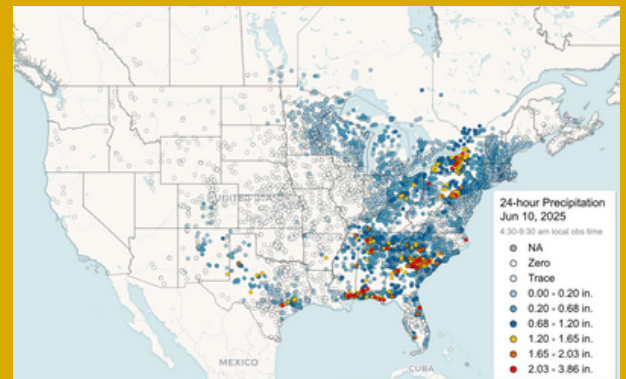 UNITED STATES
MEXICO
CUBA
24-hour Precipitation
Jun 10, 2025
4:30-9:30 am local obs time
NA
Zero
Trace
0.00 - 0.20 in.
0.20 - 0.68 in.
0.68 - 1.20 in.
1.20 - 1.65 in.
1.65 - 2.03 in.
2.03 - 3.86 in.